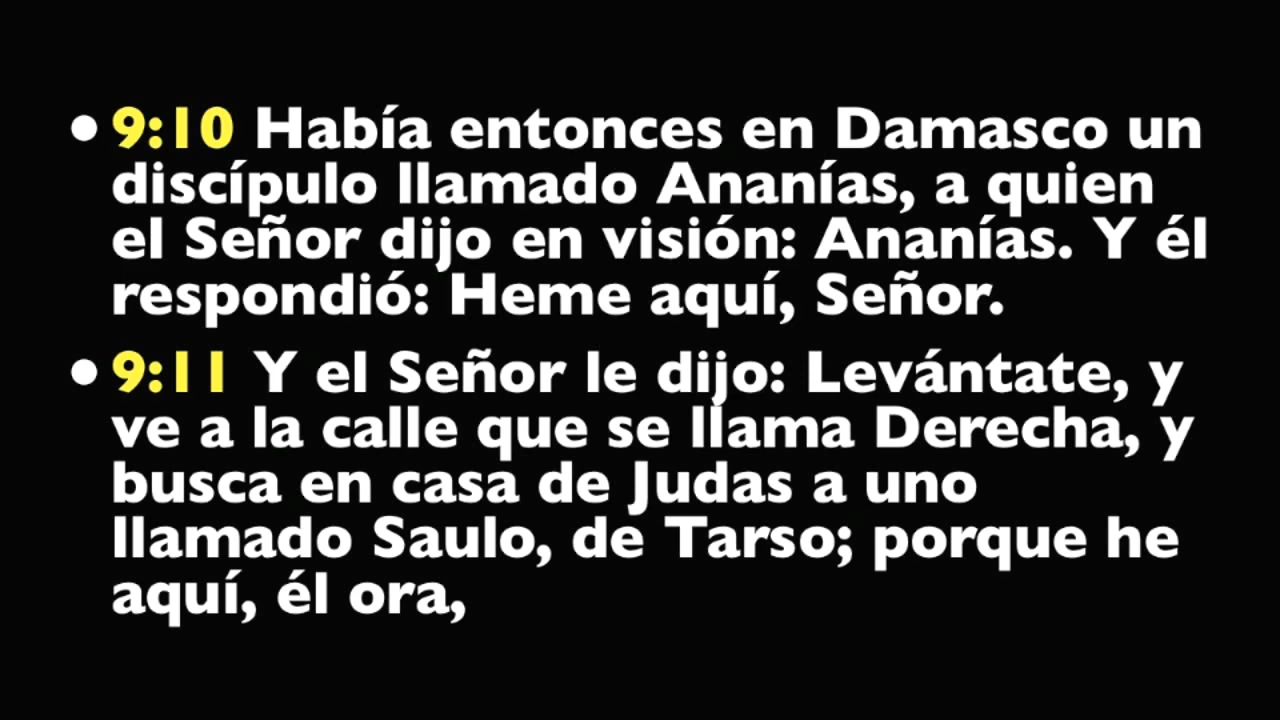 • 9:10 Había entonces en Damasco un
discípulo llamado Ananías, a quien
el Señor dijo en visión: Ananías. Y él
respondió: Heme aquí, Señor.
• 9:11 Y el Señor le dijo: Levántate, y
ve a la calle que se llama Derecha, y
busca en casa de Judas a uno
llamado Saulo, de Tarso; porque he
aquí, él ora,